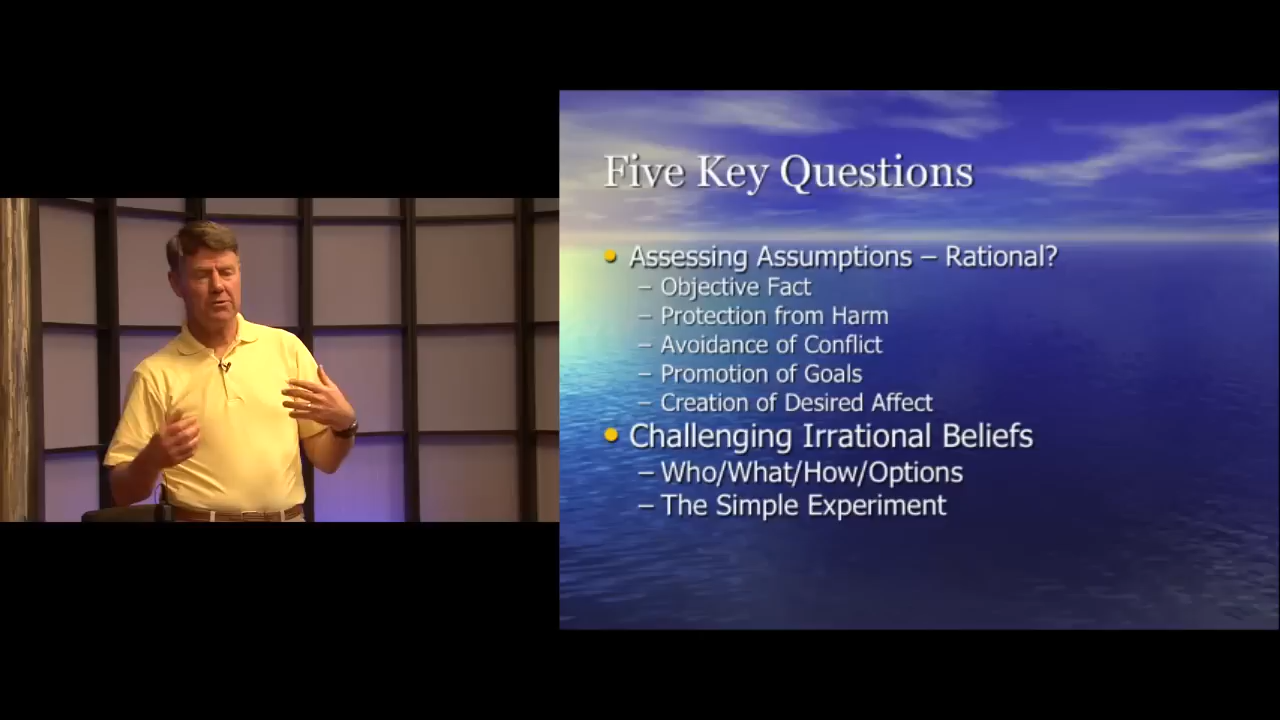 Five Key Questions
• Assessing Assumptions – Rational?
– Objective Fact
– Protection from Harm
– Avoidance of Conflict
– Promotion of Goals
– Creation of Desired Affect
• Challenging Irrational Beliefs
– Who/What/How/Options
– The Simple Experiment